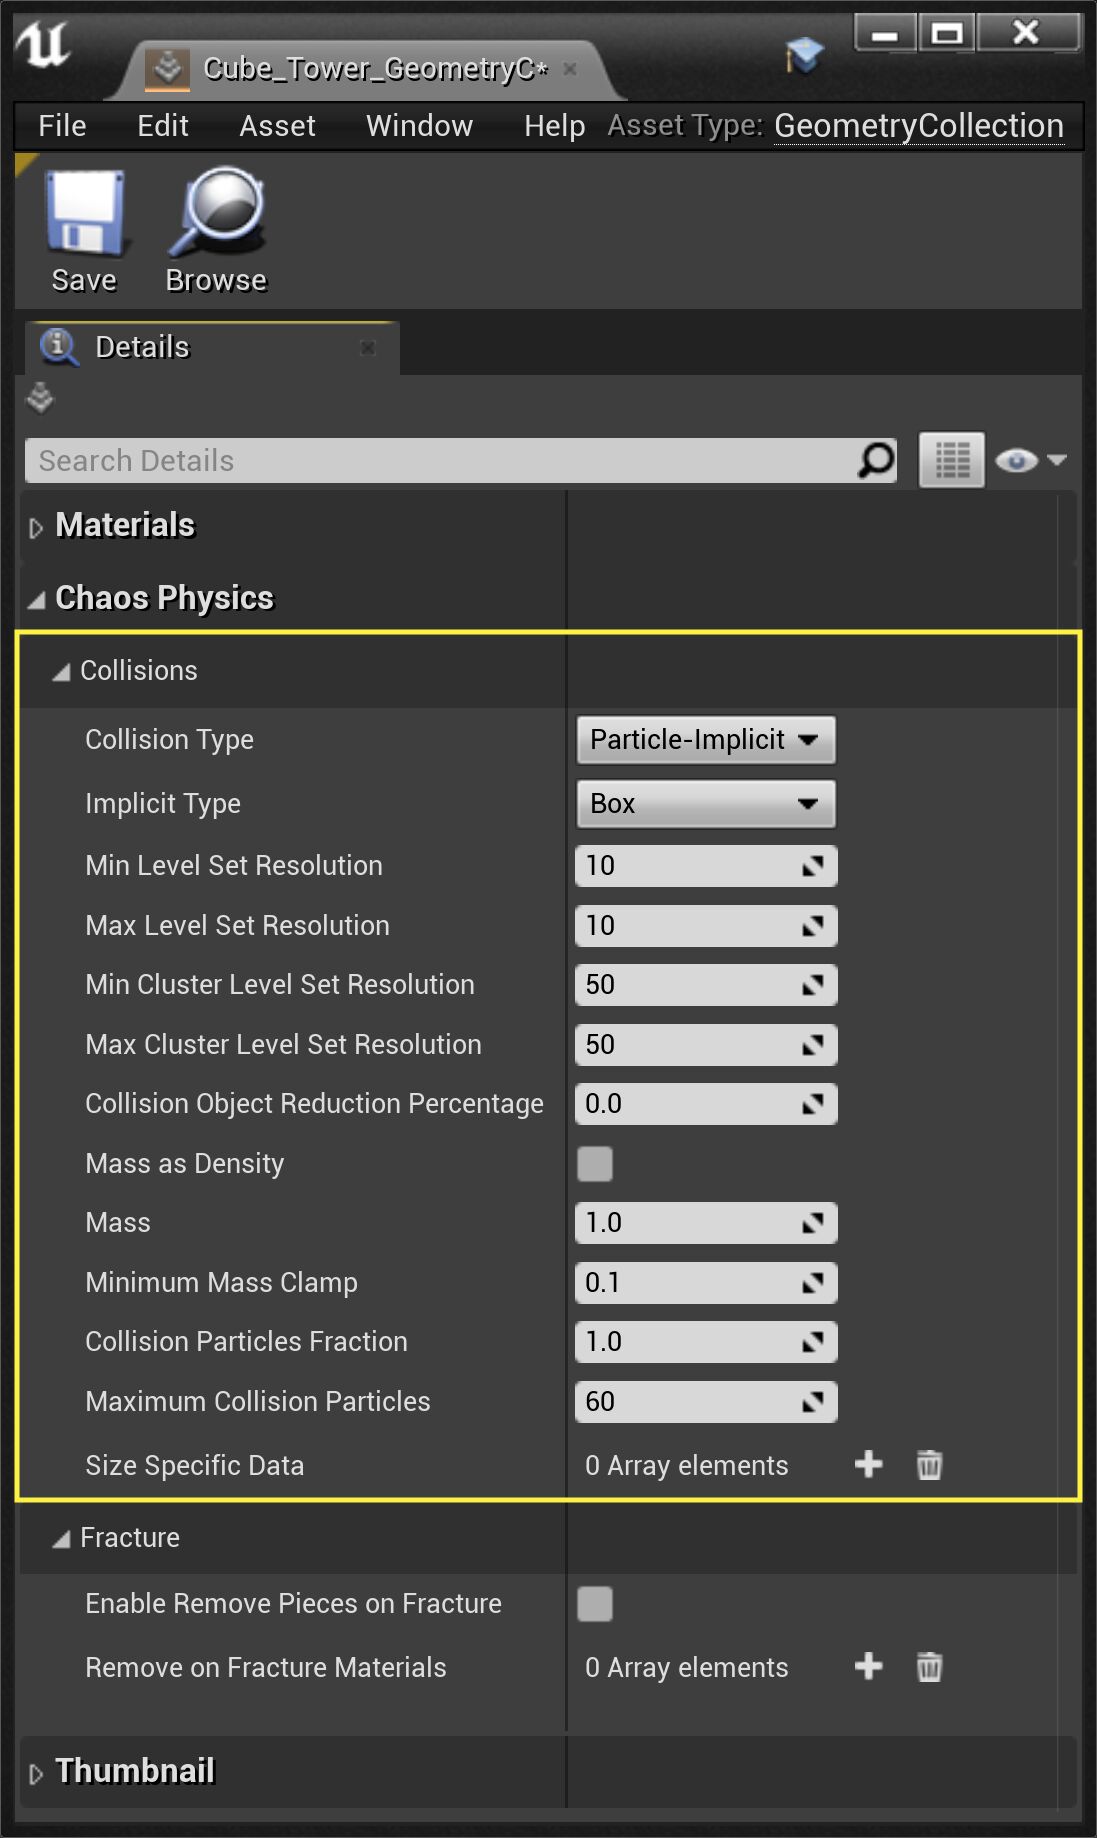 Cube_Tower_GeometryC*
File Edit Asset Window Help Asset Type: GeometryCollection
Save Browse
Details
Search Details
Materials
Chaos Physics
Collisions
Collision Type Particle-Implicit
Implicit Type Box
Min Level Set Resolution 10
Max Level Set Resolution 10
Min Cluster Level Set Resolution 50
Max Cluster Level Set Resolution 50
Collision Object Reduction Percentage 0.0
Mass as Density
Mass 1.0
Minimum Mass Clamp 0.1
Collision Particles Fraction 1.0
Maximum Collision Particles 60
Size Specific Data 0 Array elements
Fracture
Enable Remove Pieces on Fracture
Remove on Fracture Materials 0 Array elements
Thumbnail